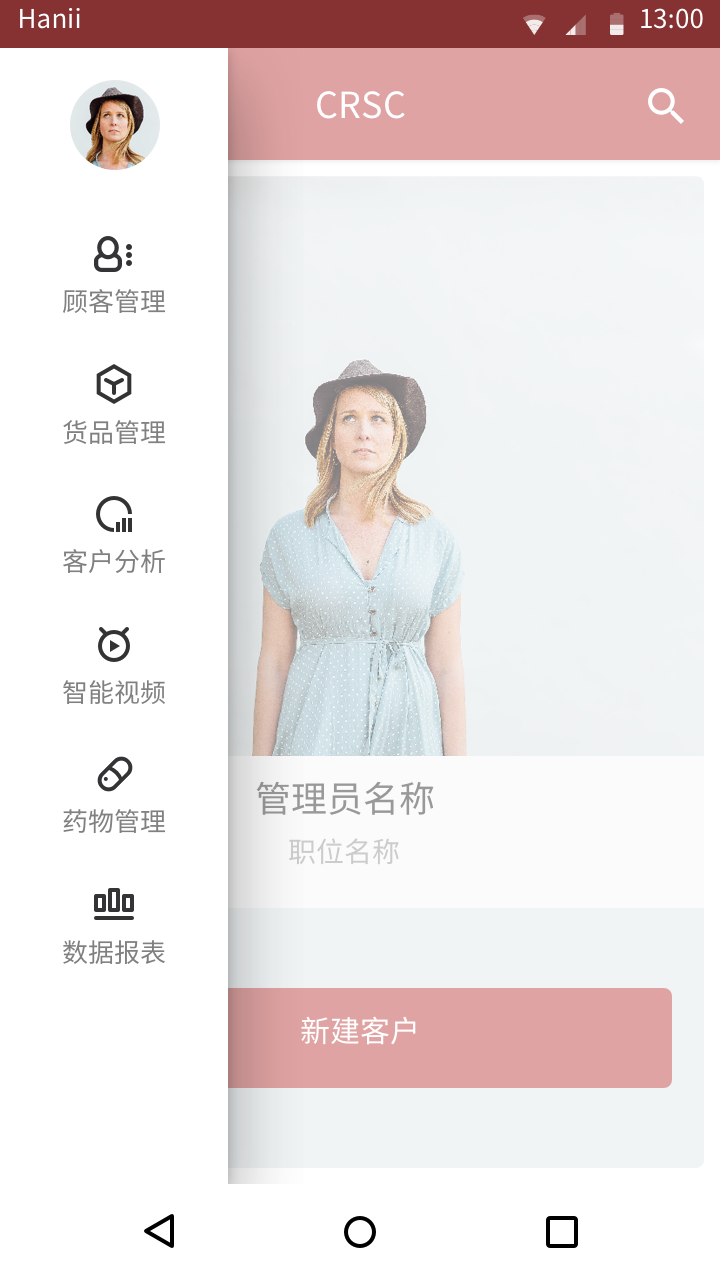 Hanii
13:00
CRSC
顾客管理
货品管理
客户分析
智能视频
药物管理
数据报表
管理员名称
职位名称
新建客户